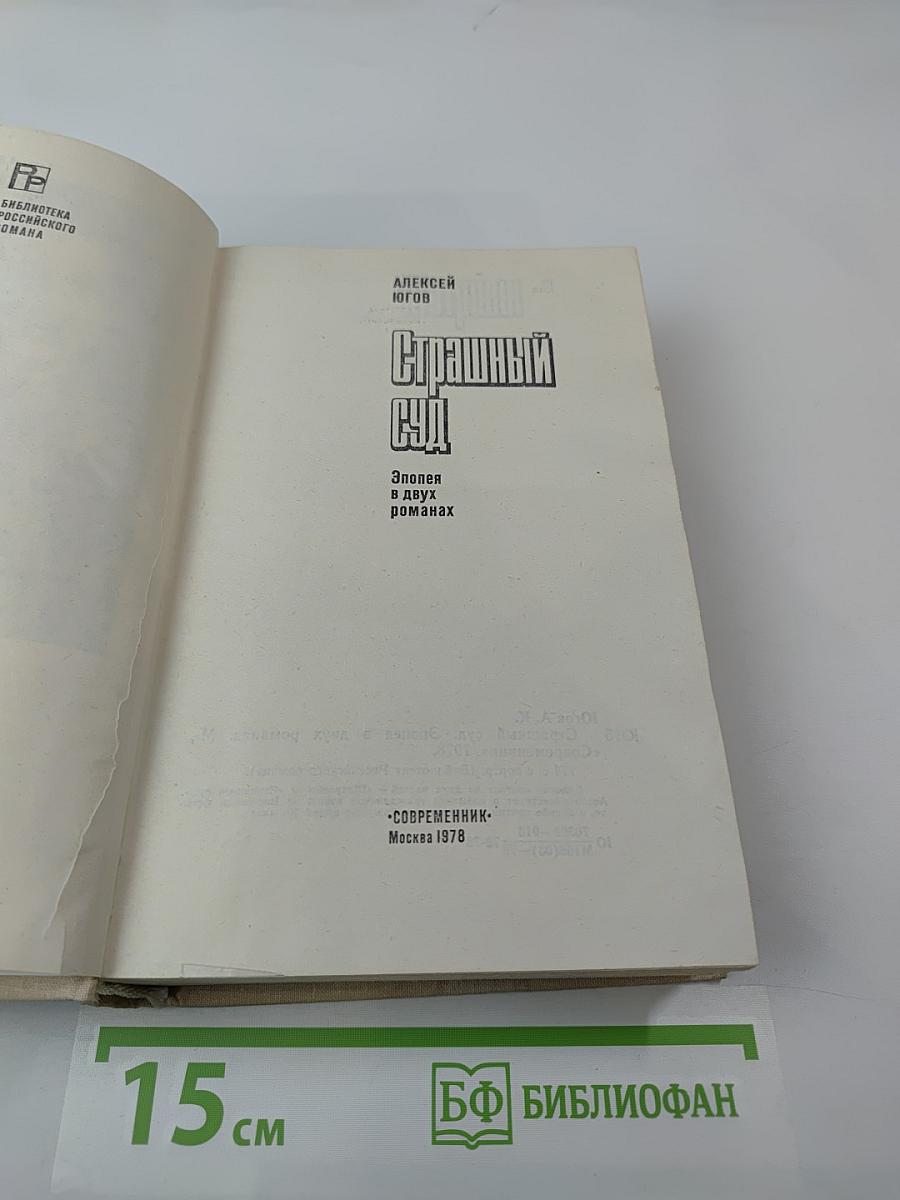 БИБЛИОТЕКА
РОССИЙСКОГО
РОМАНА
АЛЕКСЕЙ
ЮГОВ
Страшный
суд
Эпопея
в двух
романах
«СОВРЕМЕННИК»
Москва 1978
15 см
БФ БИБЛИОФАН